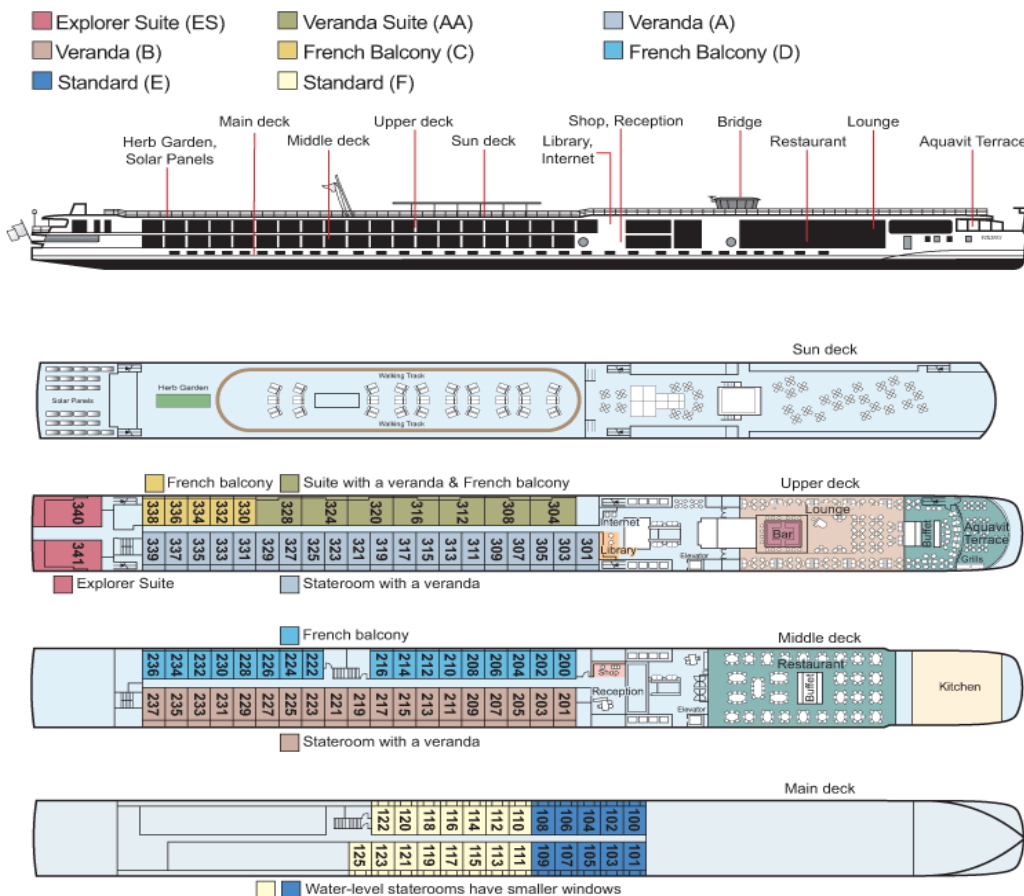 Explorer Suite (ES)
Veranda Suite (AA)
Veranda (A)
Veranda (B)
French Balcony (C)
French Balcony (D)
Standard (E)
Standard (F)
Herb Garden,
Solar Panels
Main deck
Middle deck
Upper deck
Sun deck
Library,
Internet
Shop, Reception
Bridge
Restaurant
Lounge
Aquavit Terrace
Sun deck
Walking Track
Herb Garden
Solar Panels
Walking Track
French balcony
Suite with a veranda & French balcony
Upper deck
340
338 336 334 332 330 328 324 320 316 312 308 304
Internet
Lounge
Bar
Buffet
Aquavit
Terrace
341
339 337 335 333 331 329 327 325 323 321 319 317 315 313 311 309 307 305 303 301
Library
Elevator
Grills
Explorer Suite
Stateroom with a veranda
French balcony
Middle deck
236 234 232 230 228 226 224 222 216 214 212 210 208 206 204 202 200
Shop
Restaurant
Buffet
Kitchen
Reception
237 235 233 231 229 227 225 223 221 219 217 215 213 211 209 207 205 203 201
Elevator
Stateroom with a veranda
Main deck
122 120 118 116 114 112 110 108 106 104 102 100
125 123 121 119 117 115 113 111 109 107 105 103 101
Water-level staterooms have smaller windows